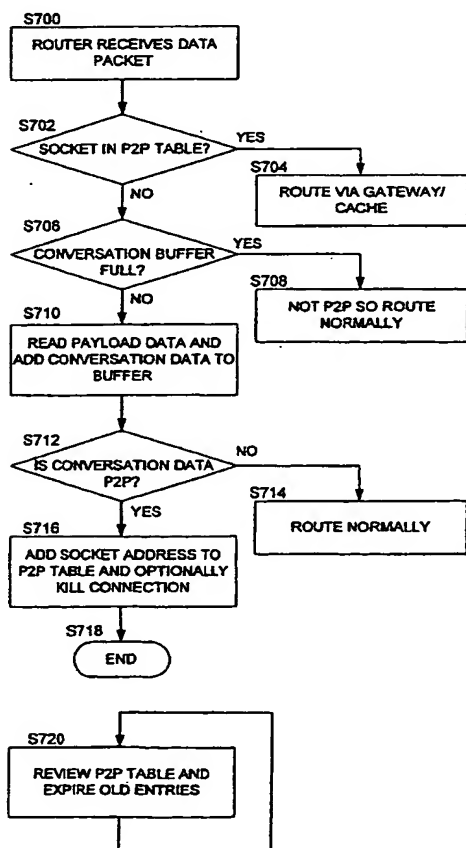 S700
ROUTER RECEIVES DATA
PACKET
S702
SOCKET IN P2P TABLE?
YES
S704
ROUTE VIA GATEWAY/
CACHE
NO
S706
CONVERSATION BUFFER
FULL?
YES
S708
NOT P2P SO ROUTE
NORMALLY
NO
S710
READ PAYLOAD DATA AND
ADD CONVERSATION DATA TO
BUFFER
S712
IS CONVERSATION DATA
P2P?
NO
S714
ROUTE NORMALLY
YES
S716
ADD SOCKET ADDRESS TO
P2P TABLE AND OPTIONALLY
KILL CONNECTION
S718
END
S720
REVIEW P2P TABLE AND
EXPIRE OLD ENTRIES